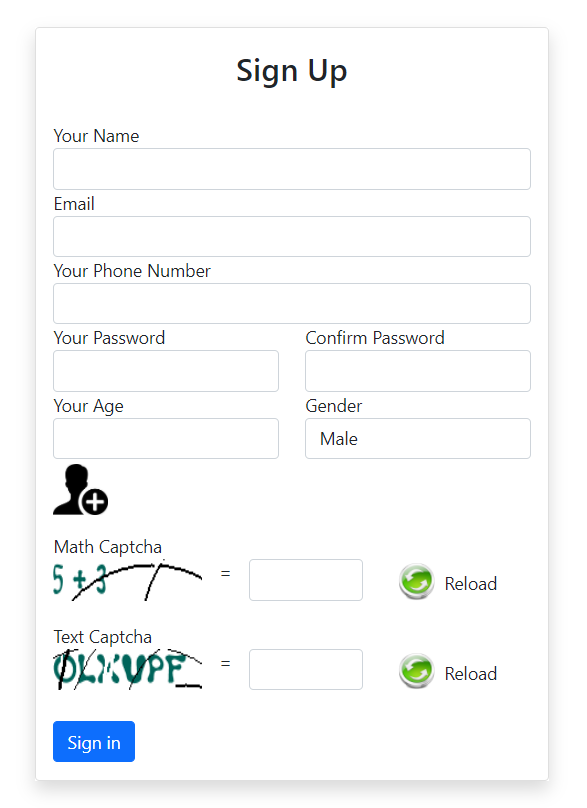 Sign Up
Your Name
Email
Your Phone Number
Your Password Confirm Password
Your Age Gender
Male
Math Captcha
5 + 3 = Reload
Text Captcha
= Reload
Sign in